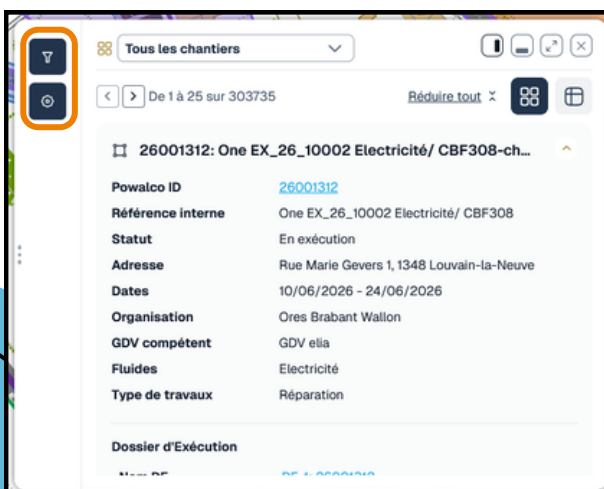 Tous les chantiers
De 1 à 25 sur 303735
Réduire tout
26001312: One EX_26_10002 Electricité/ CBF308-ch...
Powalco ID 26001312
Référence interne One EX_26_10002 Electricité/ CBF308
Statut En exécution
Adresse Rue Marie Gevers 1, 1348 Louvain-la-Neuve
Dates 10/06/2026 - 24/06/2026
Organisation Ores Brabant Wallon
GDV compétent GDV elia
Fluides Electricité
Type de travaux Réparation
Dossier d'Exécution